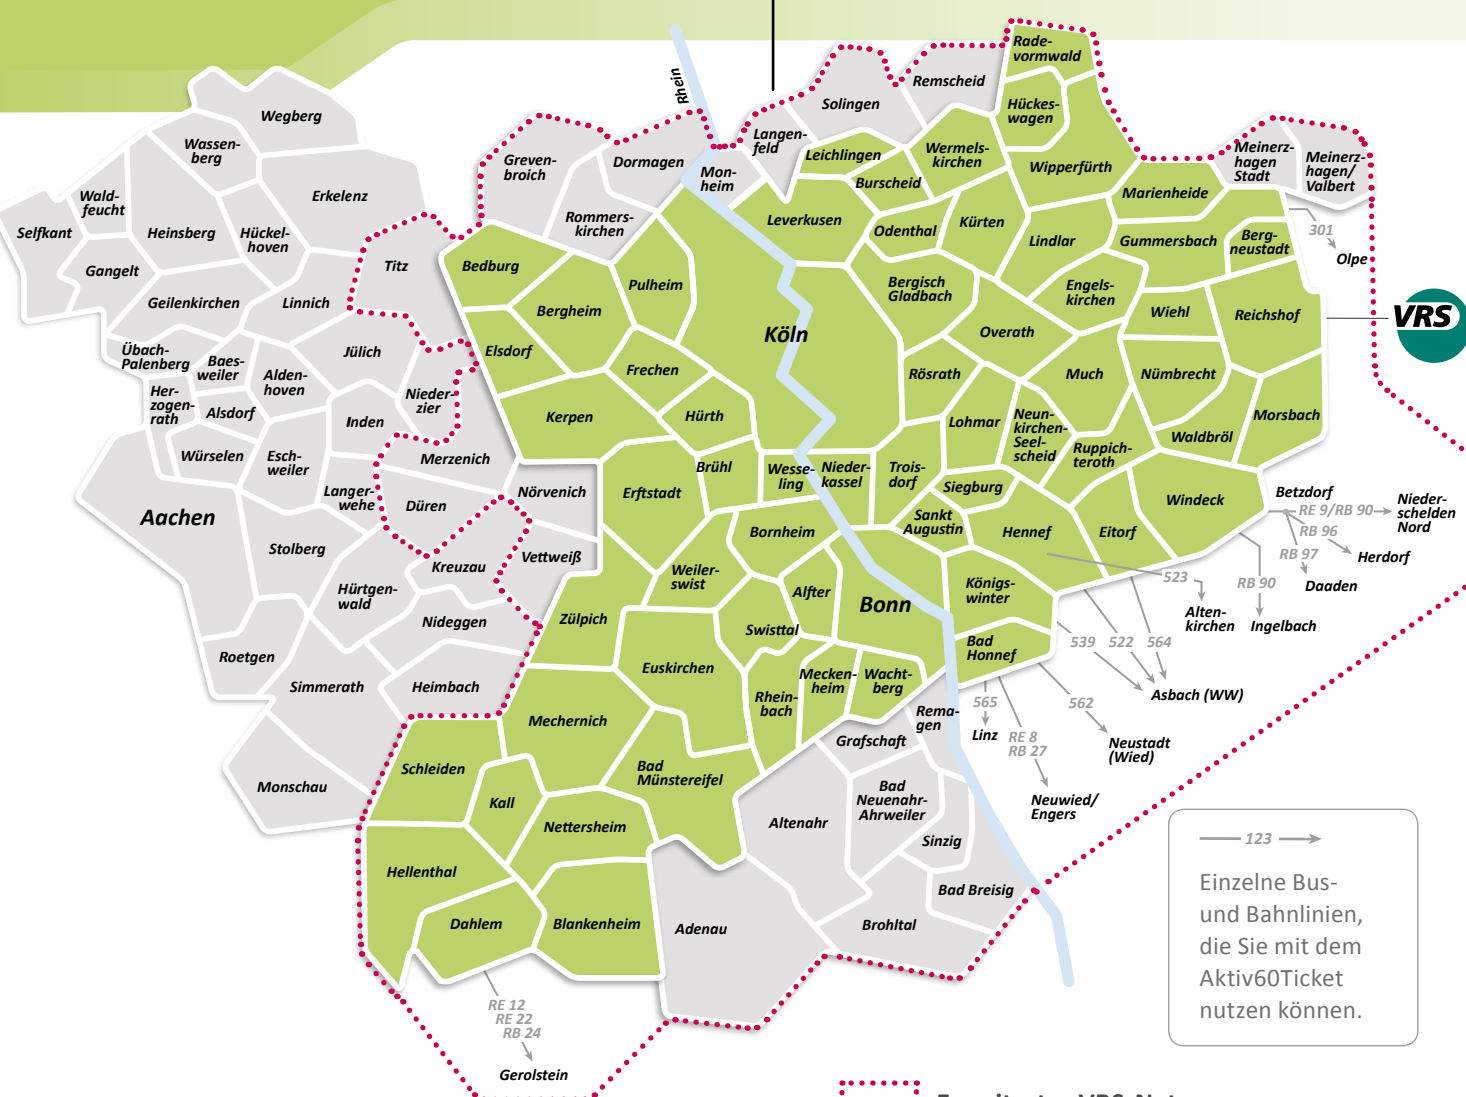 Rhein
Rade-
vormwald
Remscheid
Solingen
Hückes-
wagen
Langen-
feld
Wegberg
Wassen-
berg
Greven-
broich
Dormagen
Mon-
heim
Leichlingen
Wermels-
kirchen
Wipperfürth
Meinerz-
hagen
Stadt
Meinerz-
hagen/
Valbert
Wald-
feucht
Erkelenz
Burscheid
Marienheide
Selfkant
Heinsberg
Hückel-
hoven
Rommers-
kirchen
Leverkusen
Odenthal
Kürten
Lindlar
Gummersbach
Berg-
neustadt
301
Olpe
Gangelt
Titz
Bedburg
Pulheim
Bergisch
Gladbach
Engels-
kirchen
Geilenkirchen
Linnich
Bergheim
Köln
Overath
Wiehl
Reichshof
VRS
Übach-
Palenberg
Baes-
weiler
Jülich
Elsdorf
Alden-
hoven
Frechen
Rösrath
Much
Nümbrecht
Her-
zogen-
rath
Alsdorf
Inden
Nieder-
zier
Kerpen
Hürth
Lohmar
Neun-
kirchen-
Seel-
scheid
Morsbach
Würselen
Esch-
weiler
Merzenich
Ruppich-
teroth
Waldbröl
Brühl
Wesse-
ling
Nieder-
kassel
Trois-
dorf
Siegburg
Langer-
wehe
Düren
Nörvenich
Erftstadt
Windeck
Betzdorf
RE 9/RB 90
Nieder-
schelden
Nord
RB 96
Herdorf
RB 97
Daaden
RB 90
Ingelbach
Aachen
Stolberg
Bornheim
Sankt
Augustin
Hennef
Eitorf
Kreuzau
Vettweiß
Weiler-
swist
Alfter
Bonn
Königs-
winter
523
Alten-
kirchen
Hürtgen-
wald
Nideggen
Zülpich
Swisttal
Bad
Honnef
539
522
564
Asbach (WW)
Roetgen
Simmerath
Heimbach
Euskirchen
Rhein-
bach
Mecken-
heim
Wacht-
berg
565
Linz
562
Neustadt
(Wied)
RE 8
RB 27
Neuwied/
Engers
Mechernich
Rema-
gen
Grafschaft
Monschau
Schleiden
Kall
Bad
Münstereifel
Bad
Neuenahr-
Ahrweiler
Altenahr
Sinzig
Nettersheim
Hellenthal
Bad Breisig
Dahlem
Blankenheim
Adenau
Brohltal
RE 12
RE 22
RB 24
Gerolstein
123
Einzelne Bus-
und Bahnlinien,
die Sie mit dem
Aktiv60Ticket
nutzen können.